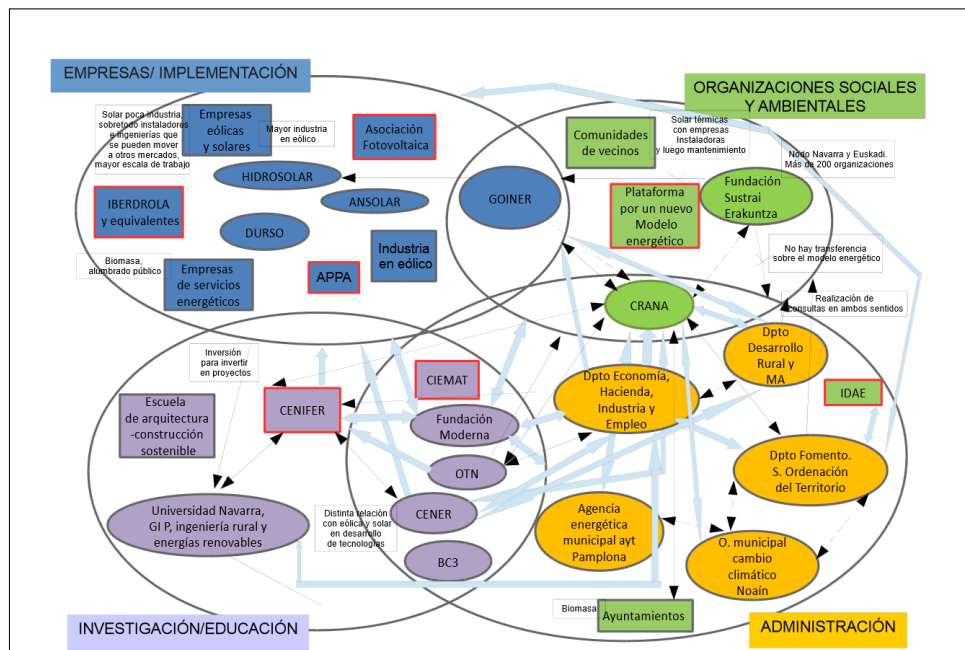 EMPRESAS/ IMPLEMENTACIÓN
ORGANIZACIONES SOCIALES
Y AMBIENTALES
Solar poca industria,
sobretodo instaladores
e ingenierías que
se pueden mover
a otros mercados,
mayor escala de trabajo
Empresas
eólicas
y solares
Mayor industria
en eólico
Asociación
Fotovoltaica
HIDROSOLAR
ANSOLAR
IBERDROLA
y equivalentes
DURSO
Biomasa,
alumbrado público
Empresas
de servicios
energéticos
APPA
Industria
en eólico
GOINER
Comunidades
de vecinos
Solar térmicas
con empresas
Instaladoras
y luego mantenimiento
Nodo Navarra y Euskadi.
Más de 200 organizaciones
Plataforma
por un nuevo
Modelo
energético
Fundación
Sustrai
Erakuntza
No hay transferencia
sobre el modelo energético
Realización de
consultas en ambos sentidos
CRANA
Inversión
para invertir
en proyectos
Escuela
de arquitectura
-construcción
sostenible
CENIFER
CIEMAT
Fundación
Moderna
OTN
CENER
BC3
Universidad Navarra,
GI P, ingeniería rural y
energías renovables
Distinta relación
con eólica y solar
en desarrollo
de tecnologías
Dpto Economía,
Hacienda,
Industria y
Empleo
Dpto
Desarrollo
Rural y
MA
IDAE
Dpto Fomento.
S. Ordenación
del Territorio
Agencia
energética
municipal ayt
Pamplona
O. municipal
cambio
climático
Noaín
Biomasa
Ayuntamientos
INVESTIGACIÓN/EDUCACIÓN
ADMINISTRACIÓN